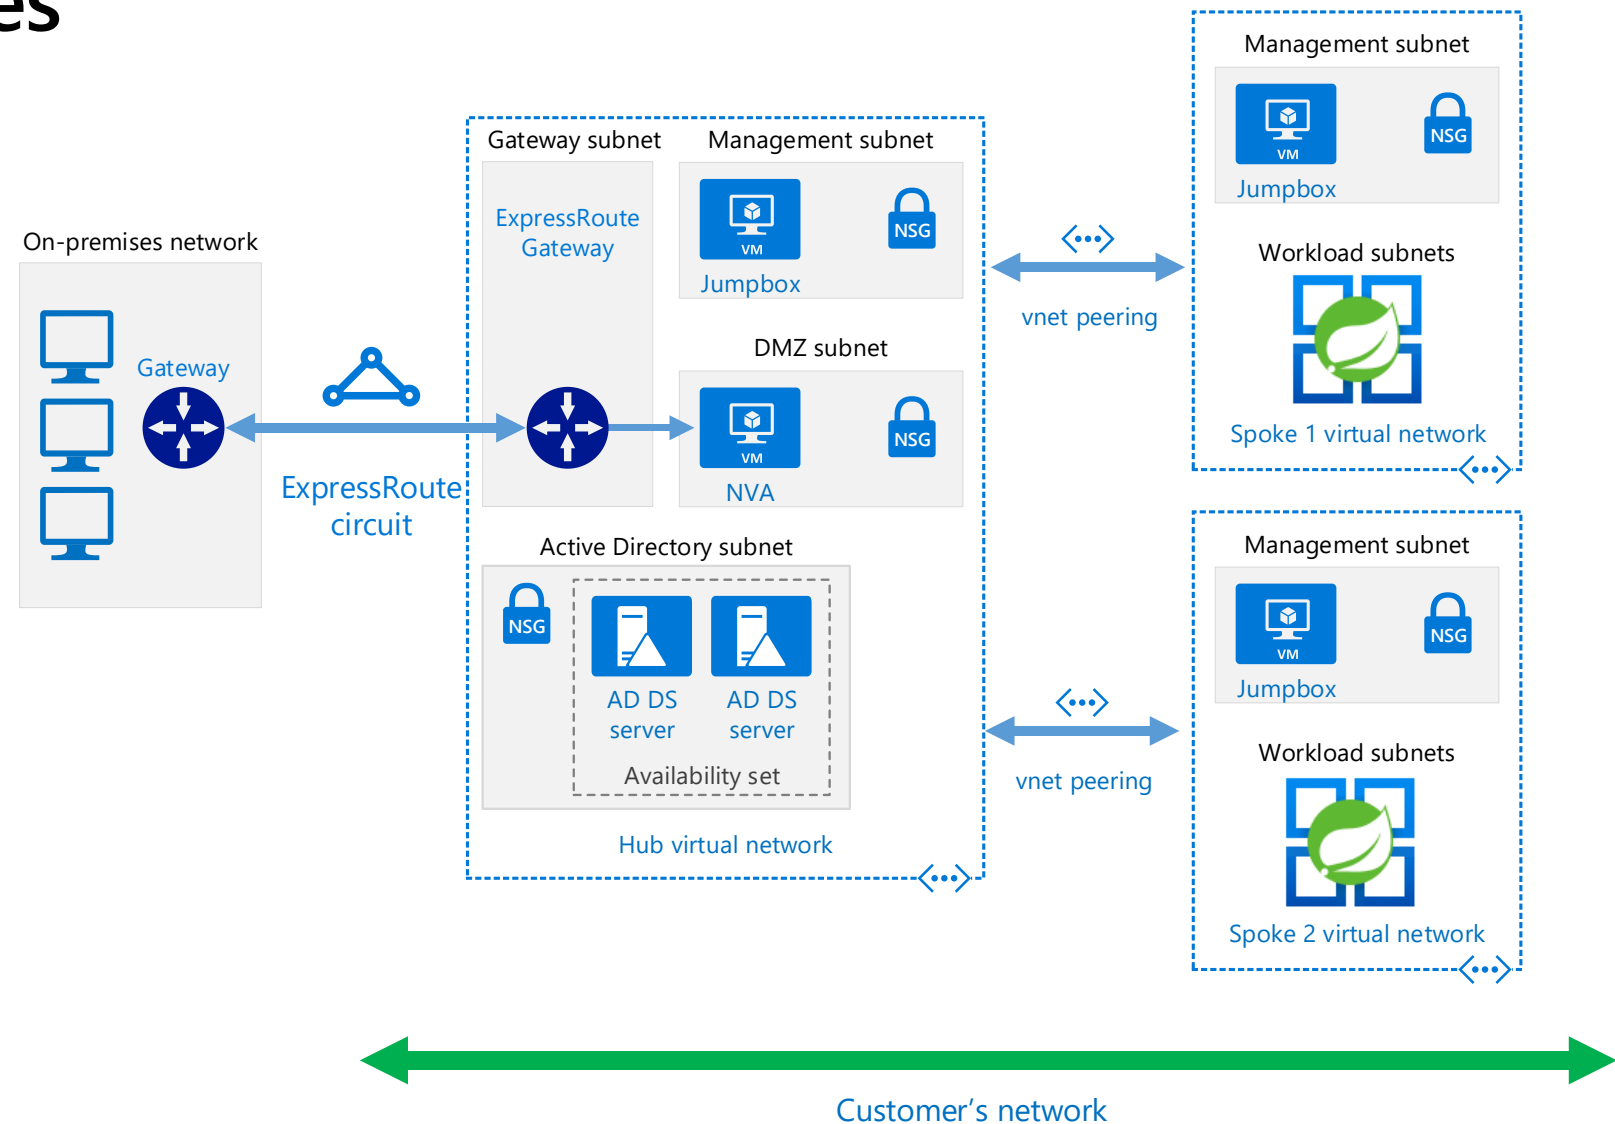 es
On-premises network
Gateway
ExpressRoute
circuit
Gateway subnet
ExpressRoute
Gateway
Management subnet
VM
NSG
Jumpbox
DMZ subnet
VM
NSG
NVA
Active Directory subnet
NSG
AD DS
server
AD DS
server
Availability set
Hub virtual network
vnet peering
vnet peering
Management subnet
VM
NSG
Jumpbox
Workload subnets
Spoke 1 virtual network
Management subnet
VM
NSG
Jumpbox
Workload subnets
Spoke 2 virtual network
Customer’s network